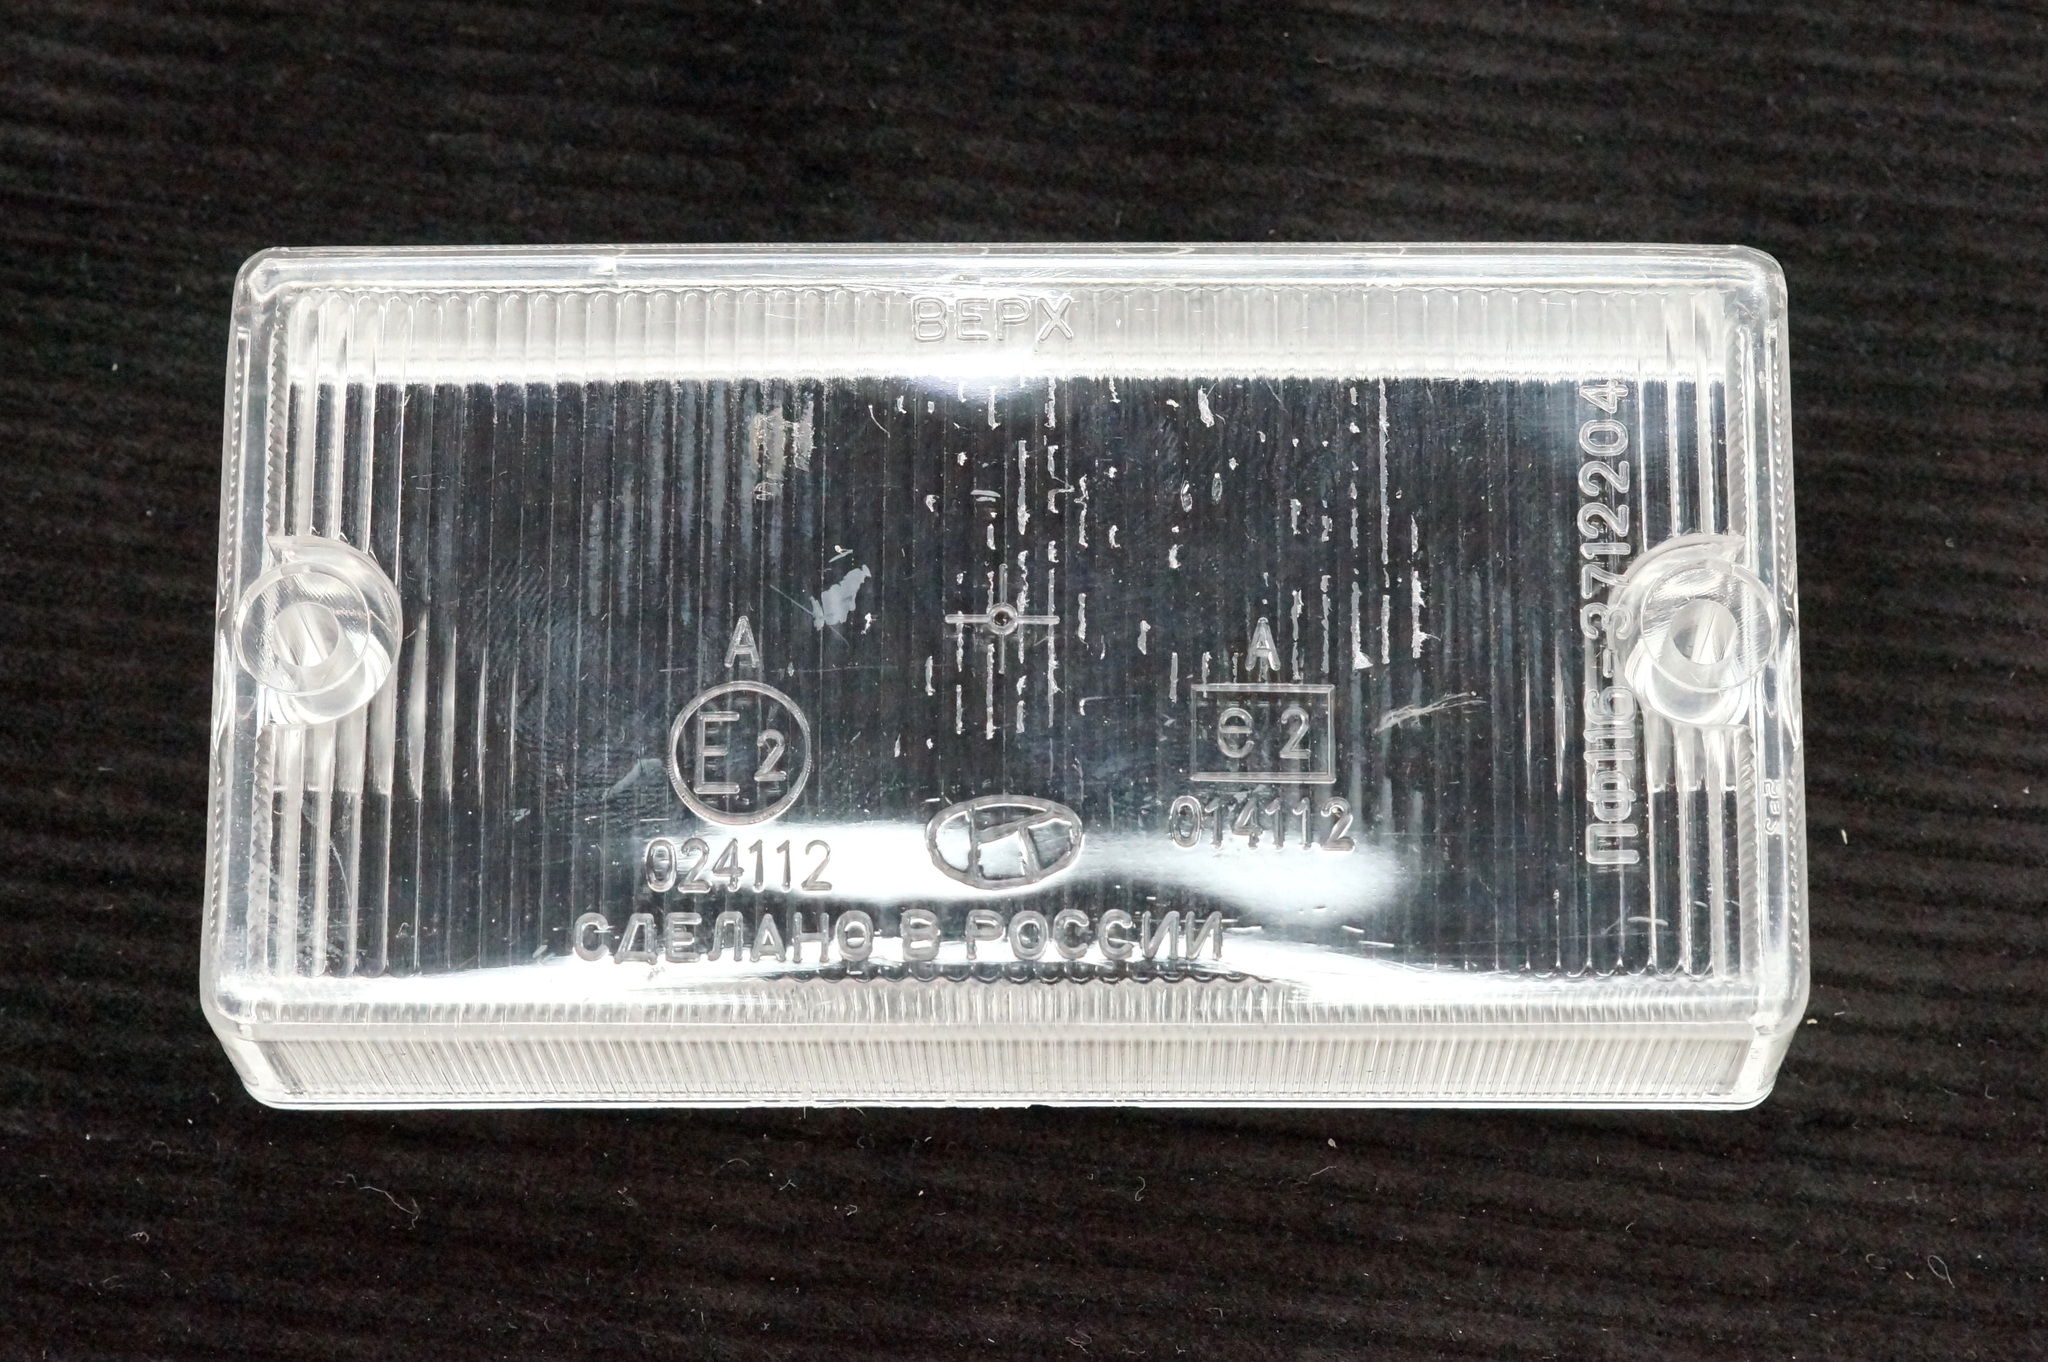 ВЕРХ
A
E2
024112
A
e2
014112
СДЕЛАНО В РОССИИ
ПФ116-3712204